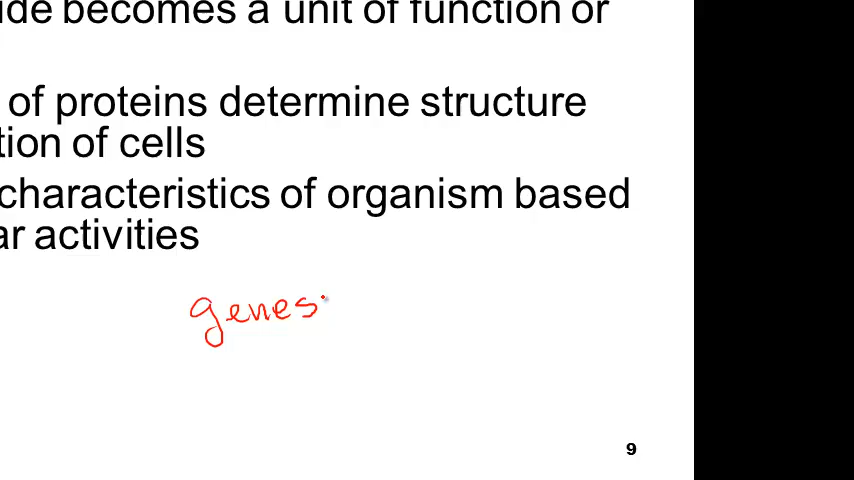 ide becomes a unit of function or
of proteins determine structure
tion of cells
characteristics of organism based
ar activities
genes
9